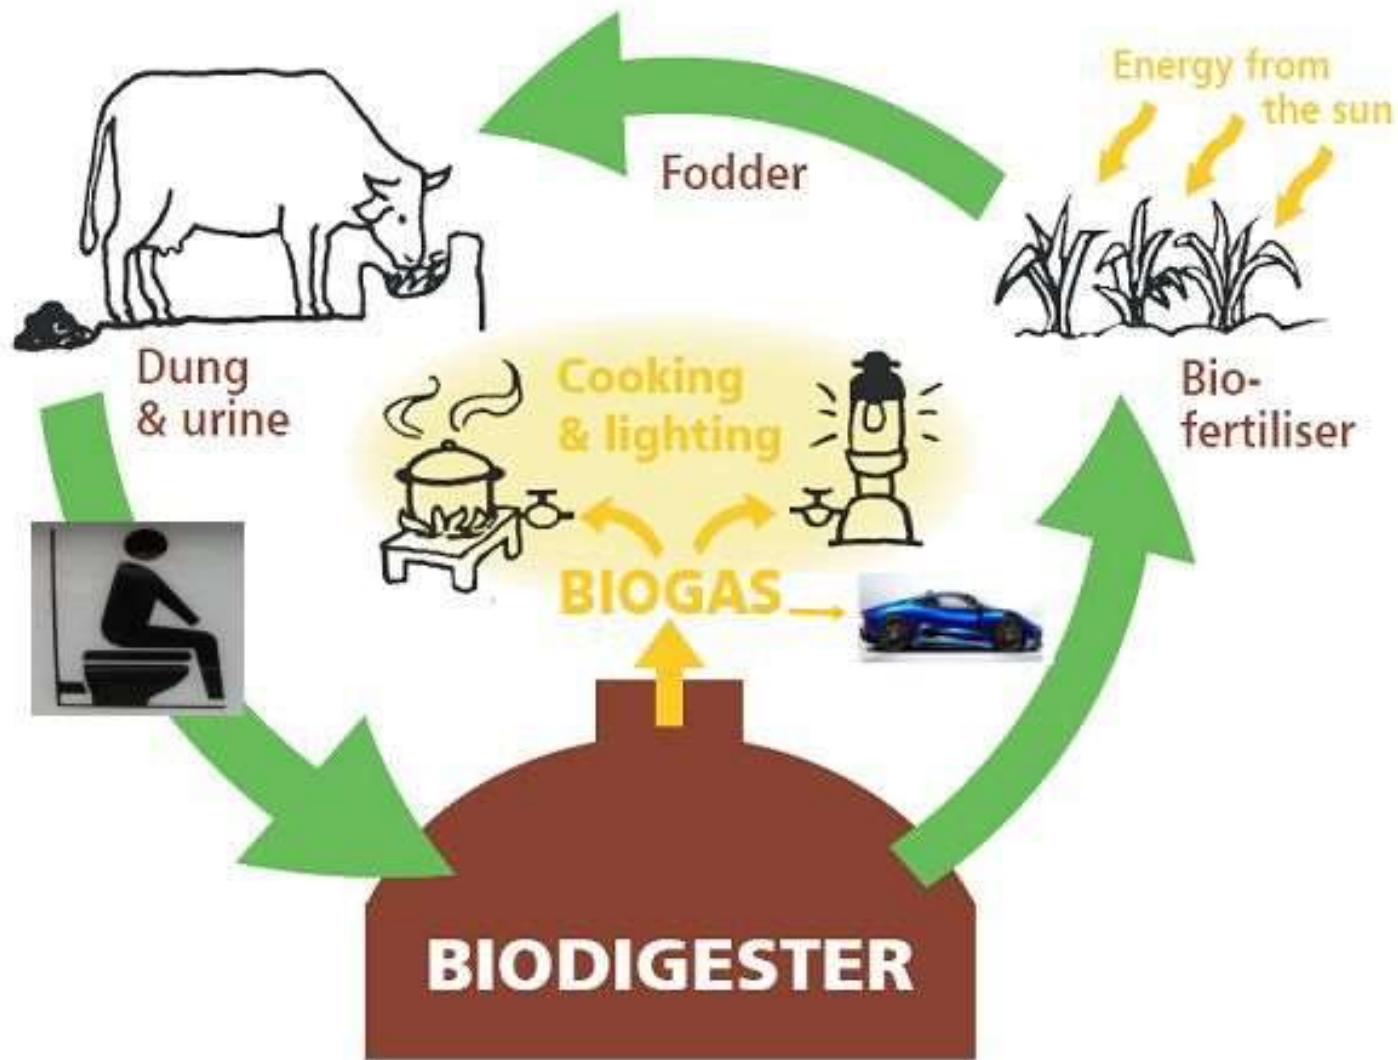 Energy from
the sun
Fodder
Dung
& urine
Cooking
& lighting
Bio-
fertiliser
BIOGAS
BIODIGESTER